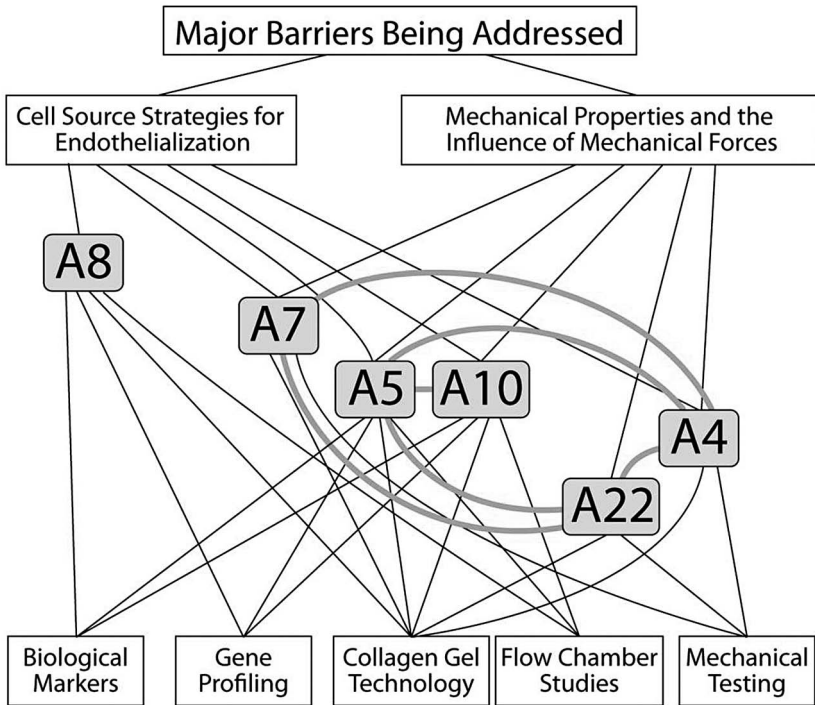 Major Barriers Being Addressed
Cell Source Strategies for
Endothelialization
Mechanical Properties and the
Influence of Mechanical Forces
A8
A7
A5
A10
A4
A22
Biological
Markers
Gene
Profiling
Collagen Gel
Technology
Flow Chamber
Studies
Mechanical
Testing